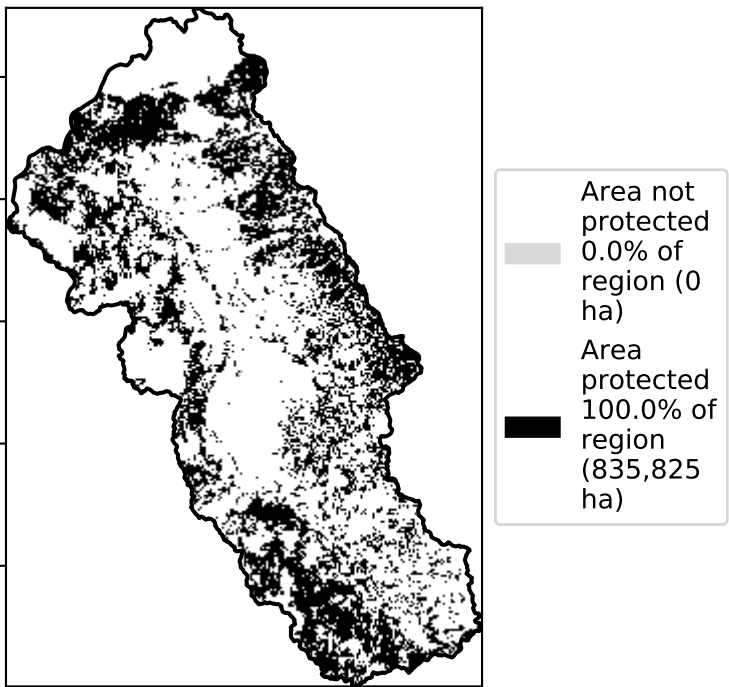 Area not
protected
0.0% of
region (0
ha)
Area
protected
100.0% of
region
(835,825
ha)